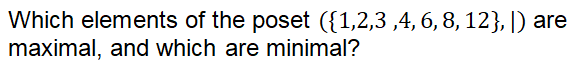 Which elements of the poset ({1,2,3 ,4, 6, 8, 12}, |) are
maximal, and which are minimal?